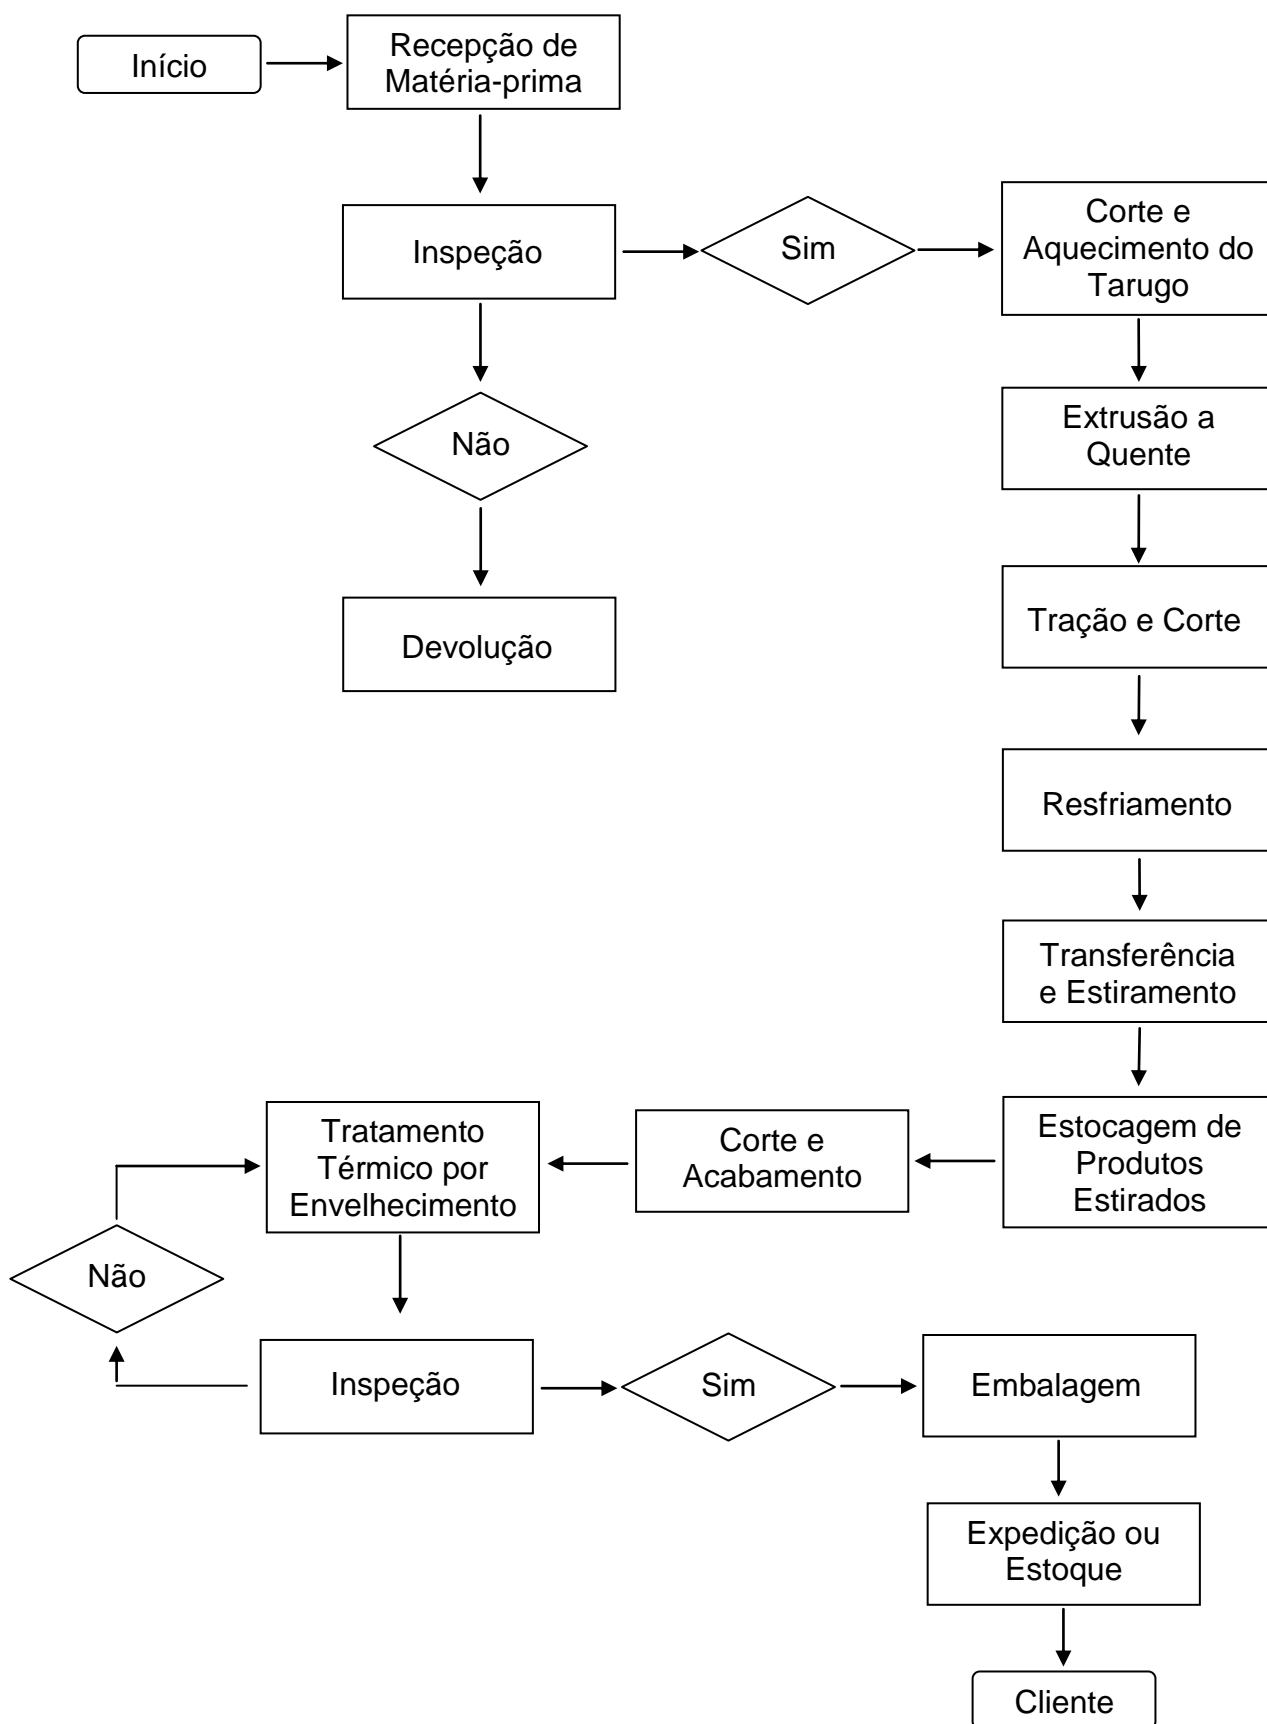 Início
Recepção de
Matéria-prima
Inspeção
Sim
Corte e
Aquecimento do
Tarugo
Não
Extrusão a
Quente
Devolução
Tração e Corte
Resfriamento
Transferência
e Estiramento
Estocagem de
Produtos
Estirados
Corte e
Acabamento
Tratamento
Térmico por
Envelhecimento
Não
Inspeção
Sim
Embalagem
Expedição ou
Estoque
Cliente